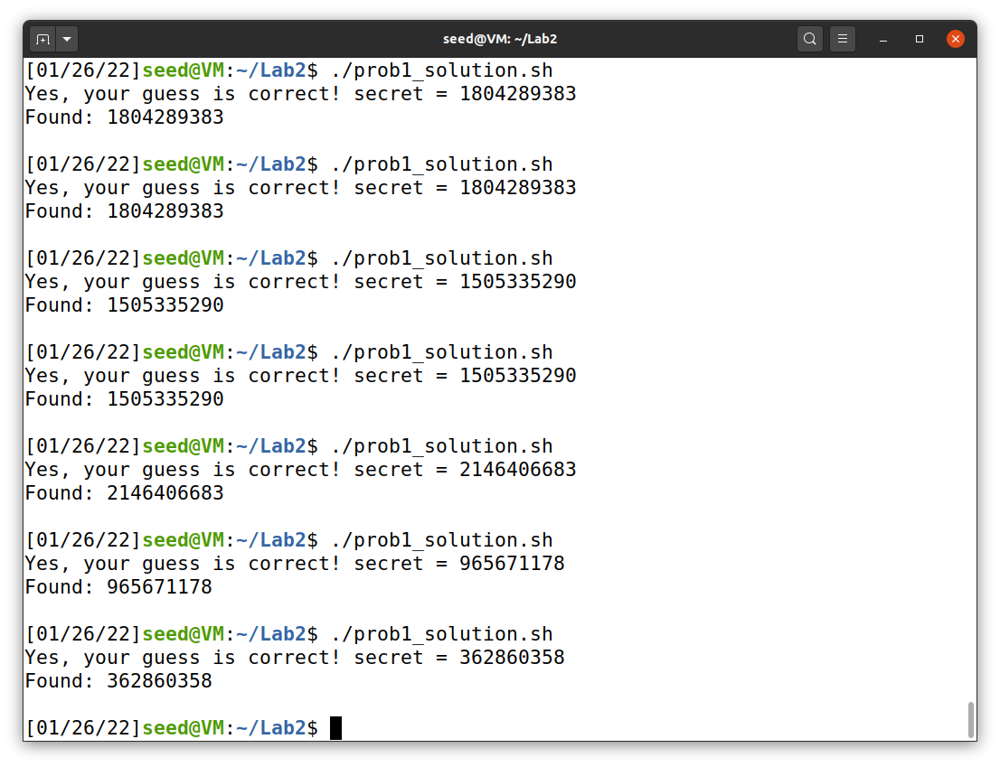 seed@VM: ~/Lab2
[01/26/22]seed@VM:~/Lab2$ ./prob1_solution.sh
Yes, your guess is correct! secret = 1804289383
Found: 1804289383
[01/26/22]seed@VM:~/Lab2$ ./prob1_solution.sh
Yes, your guess is correct! secret = 1804289383
Found: 1804289383
[01/26/22]seed@VM:~/Lab2$ ./prob1_solution.sh
Yes, your guess is correct! secret = 1505335290
Found: 1505335290
[01/26/22]seed@VM:~/Lab2$ ./prob1_solution.sh
Yes, your guess is correct! secret = 1505335290
Found: 1505335290
[01/26/22]seed@VM:~/Lab2$ ./prob1_solution.sh
Yes, your guess is correct! secret = 2146406683
Found: 2146406683
[01/26/22]seed@VM:~/Lab2$ ./prob1_solution.sh
Yes, your guess is correct! secret = 965671178
Found: 965671178
[01/26/22]seed@VM:~/Lab2$ ./prob1_solution.sh
Yes, your guess is correct! secret = 362860358
Found: 362860358
[01/26/22]seed@VM:~/Lab2$